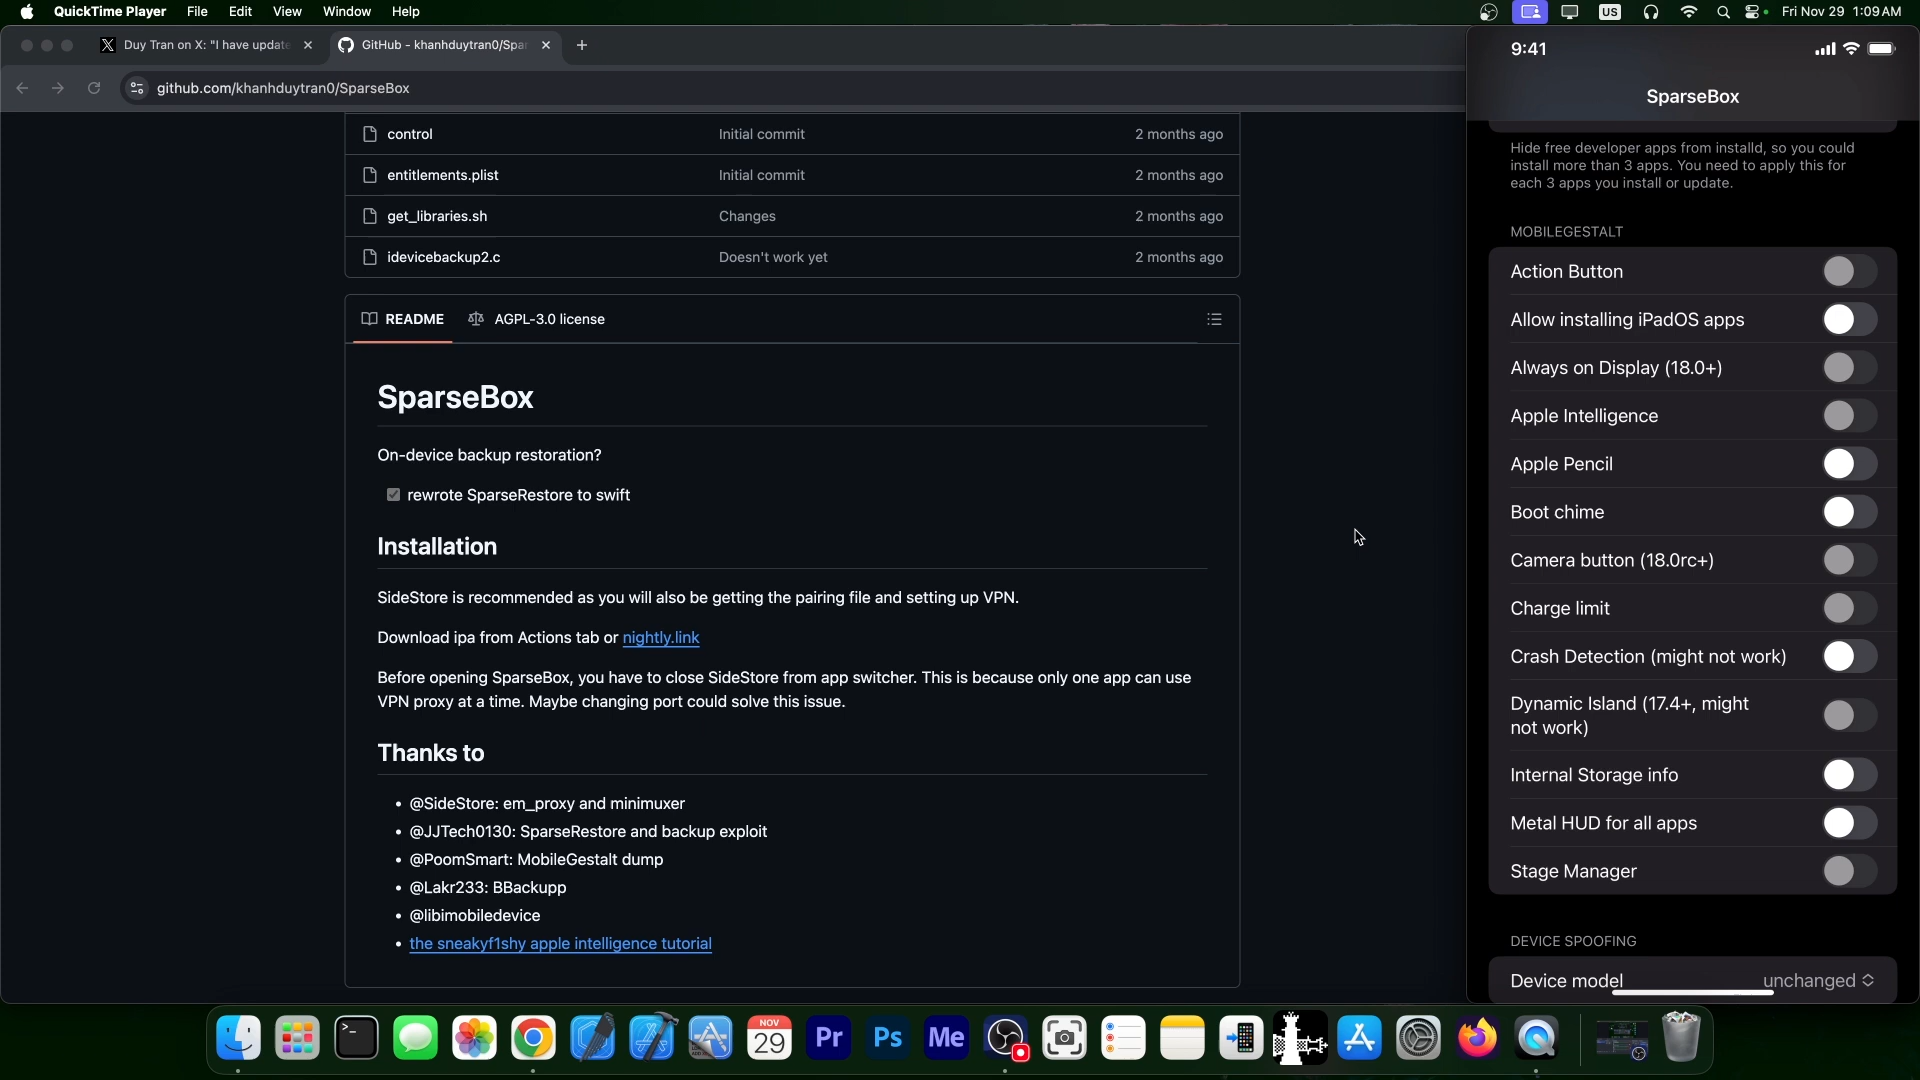 QuickTime Player File Edit View Window Help
US
Fri Nov 29 1:09 AM
Duy Tran on X: "I have update
GitHub - khanhduytran0/Spar
github.com/khanhduytran0/SparseBox
control Initial commit 2 months ago
entitlements.plist Initial commit 2 months ago
get_libraries.sh Changes 2 months ago
idevicebackup2.c Doesn't work yet 2 months ago
README AGPL-3.0 license
SparseBox
On-device backup restoration?
rewrote SparseRestore to swift
Installation
SideStore is recommended as you will also be getting the pairing file and setting up VPN.
Download ipa from Actions tab or nightly.link
Before opening SparseBox, you have to close SideStore from app switcher. This is because only one app can use
VPN proxy at a time. Maybe changing port could solve this issue.
Thanks to
• @SideStore: em_proxy and minimuxer
• @JJTech0130: SparseRestore and backup exploit
• @PoomSmart: MobileGestalt dump
• @Lakr233: BBackupp
• @libimobiledevice
• the sneakyf1shy apple intelligence tutorial
9:41
SparseBox
Hide free developer apps from installd, so you could
install more than 3 apps. You need to apply this for
each 3 apps you install or update.
MOBILEGESTALT
Action Button
Allow installing iPadOS apps
Always on Display (18.0+)
Apple Intelligence
Apple Pencil
Boot chime
Camera button (18.0rc+)
Charge limit
Crash Detection (might not work)
Dynamic Island (17.4+, might
not work)
Internal Storage info
Metal HUD for all apps
Stage Manager
DEVICE SPOOFING
Device model unchanged
NOV
29
Pr
Ps
Me